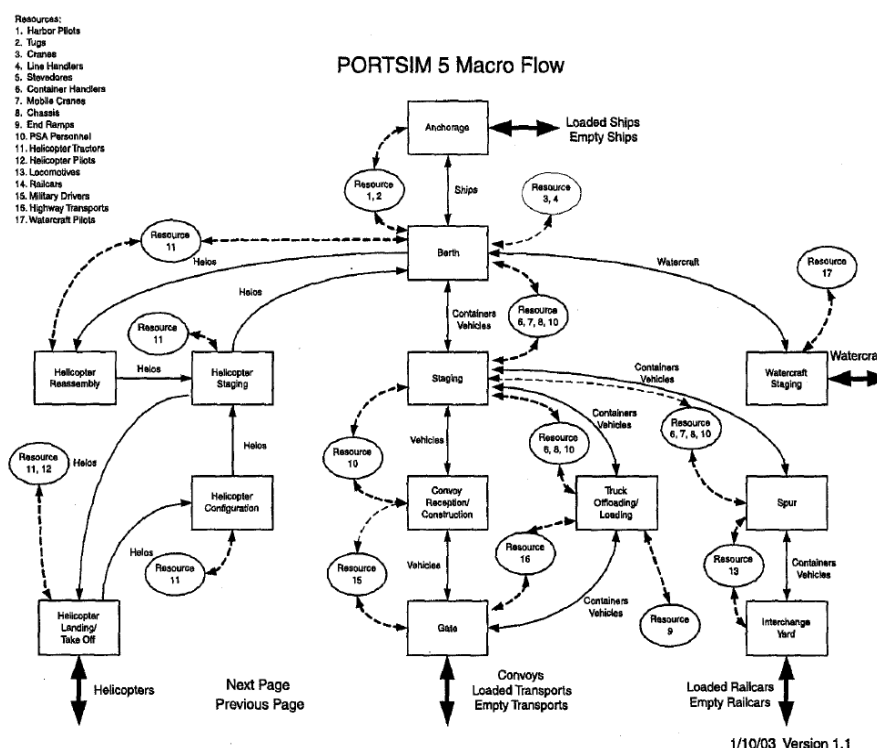 Resources:
1. Harbor Pilots
2. Tugs
3. Cranes
4. Line Handlers
5. Stevedores
6. Container Handlers
7. Mobile Cranes
8. Chassis
9. End Ramps
10. PSA Personnel
11. Helicopter Tractors
12. Helicopter Pilots
13. Locomotives
14. Railcars
15. Military Drivers
16. Highway Transports
17. Watercraft Pilots
PORTSIM 5 Macro Flow
Anchorage
Loaded Ships
Empty Ships
Resource
1, 2
Ships
Resource
3, 4
Resource
11
Berth
Helos
Helos
Watercraft
Resource
17
Containers
Vehicles
Resource
6, 7, 8, 10
Resource
11
Helicopter
Reassembly
Helos
Helicopter
Staging
Staging
Containers
Vehicles
Watercraft
Staging
Watercra
Containers
Vehicles
Resource
11, 12
Helos
Helos
Vehicles
Resource
10
Resource
6, 8, 10
Resource
6, 7, 8, 10
Helicopter
Configuration
Convoy
Reception/
Construction
Truck
Offloading/
Loading
Spur
Helos
Resource
11
Resource
15
Vehicles
Resource
16
Resource
13
Containers
Vehicles
Helicopter
Landing/
Take Off
Gate
Containers
Vehicles
Resource
9
Interchange
Yard
Helicopters
Next Page
Previous Page
Convoys
Loaded Transports
Empty Transports
Loaded Railcars
Empty Railcars
1/10/03 Version 1.1